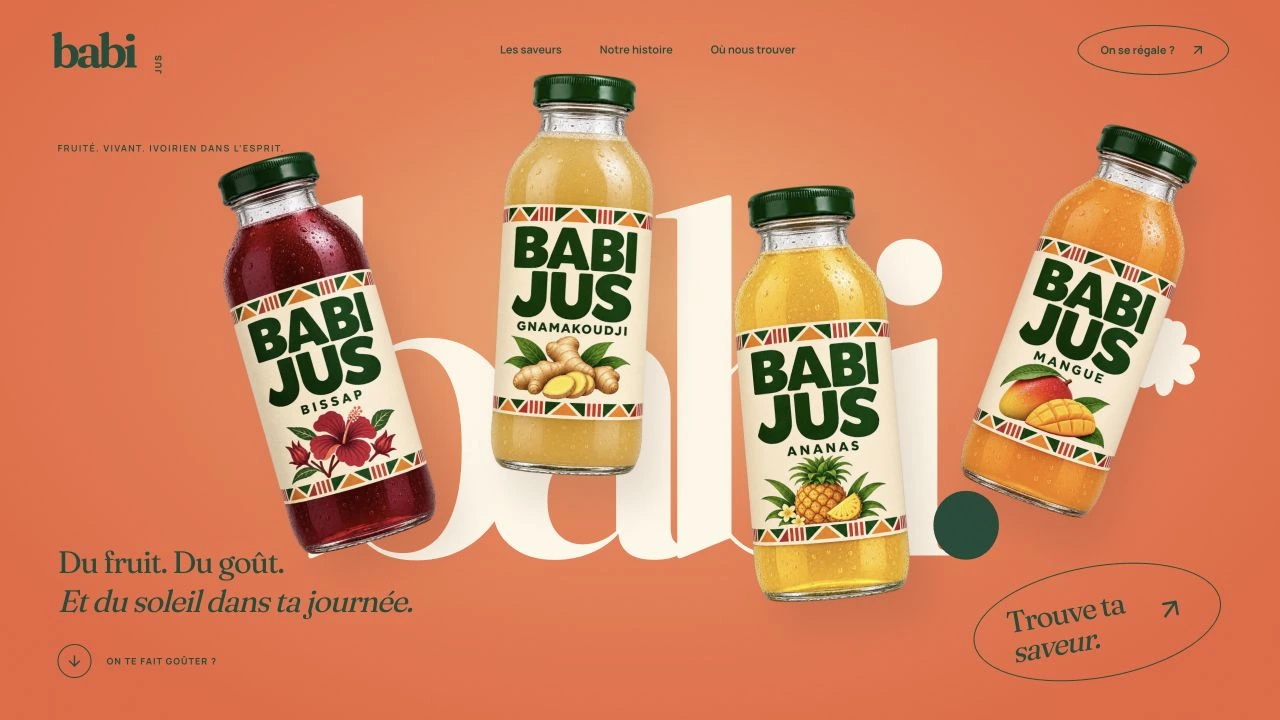 babi
JUS
Les saveurs
Notre histoire
Où nous trouver
On se régale ?
FRUITÉ. VIVANT. IVOIRIEN DANS L'ESPRIT.
babi
BABI
JUS
BISSAP
BABI
JUS
GNAMAKOUDJI
BABI
JUS
ANANAS
BABI
JUS
MANGUE
Du fruit. Du goût.
Et du soleil dans ta journée.
ON TE FAIT GOÛTER ?
Trouve ta
saveur.